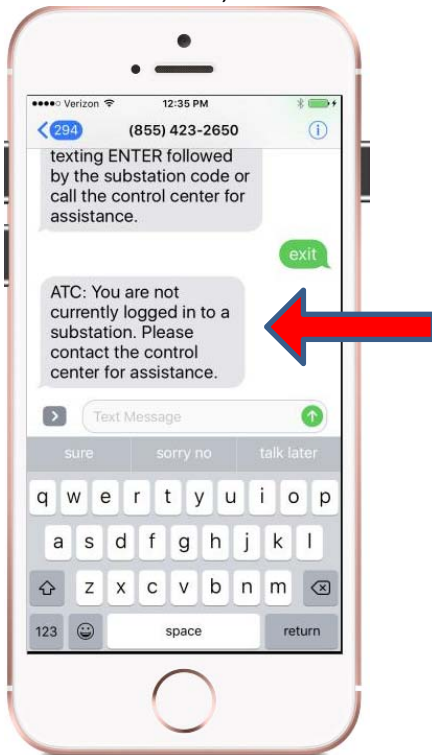 Verizon 12:35 PM
294 (855) 423-2650
texting ENTER followed
by the substation code or
call the control center for
assistance.
exit
ATC: You are not
currently logged in to a
substation. Please
contact the control
center for assistance.
Text Message
sure sorry no talk later
q w e r t y u i o p
a s d f g h j k l
z x c v b n m
123 space return